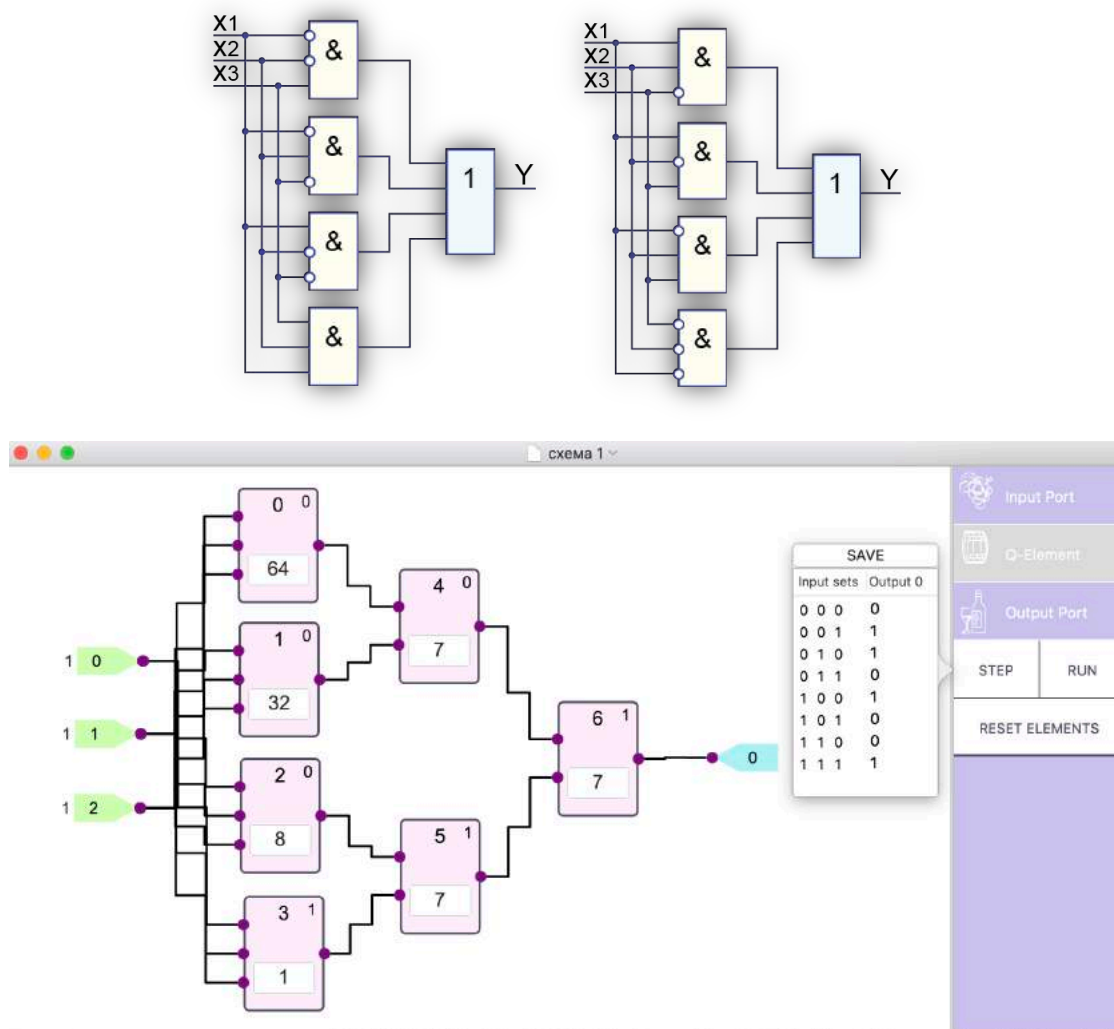 X1
X2
X3
&
&
&
&
1
Y
X1
X2
X3
&
&
&
&
1
Y
схема 1
0 0
64
1 0
32
2 0
8
3 1
1
4 0
7
5 1
7
6 1
7
1 0
1 1
1 2
0
SAVE
Input sets Output 0
0 0 0 0
0 0 1 1
0 1 0 1
0 1 1 0
1 0 0 1
1 0 1 0
1 1 0 0
1 1 1 1
Input Port
Q-Element
Output Port
STEP RUN
RESET ELEMENTS